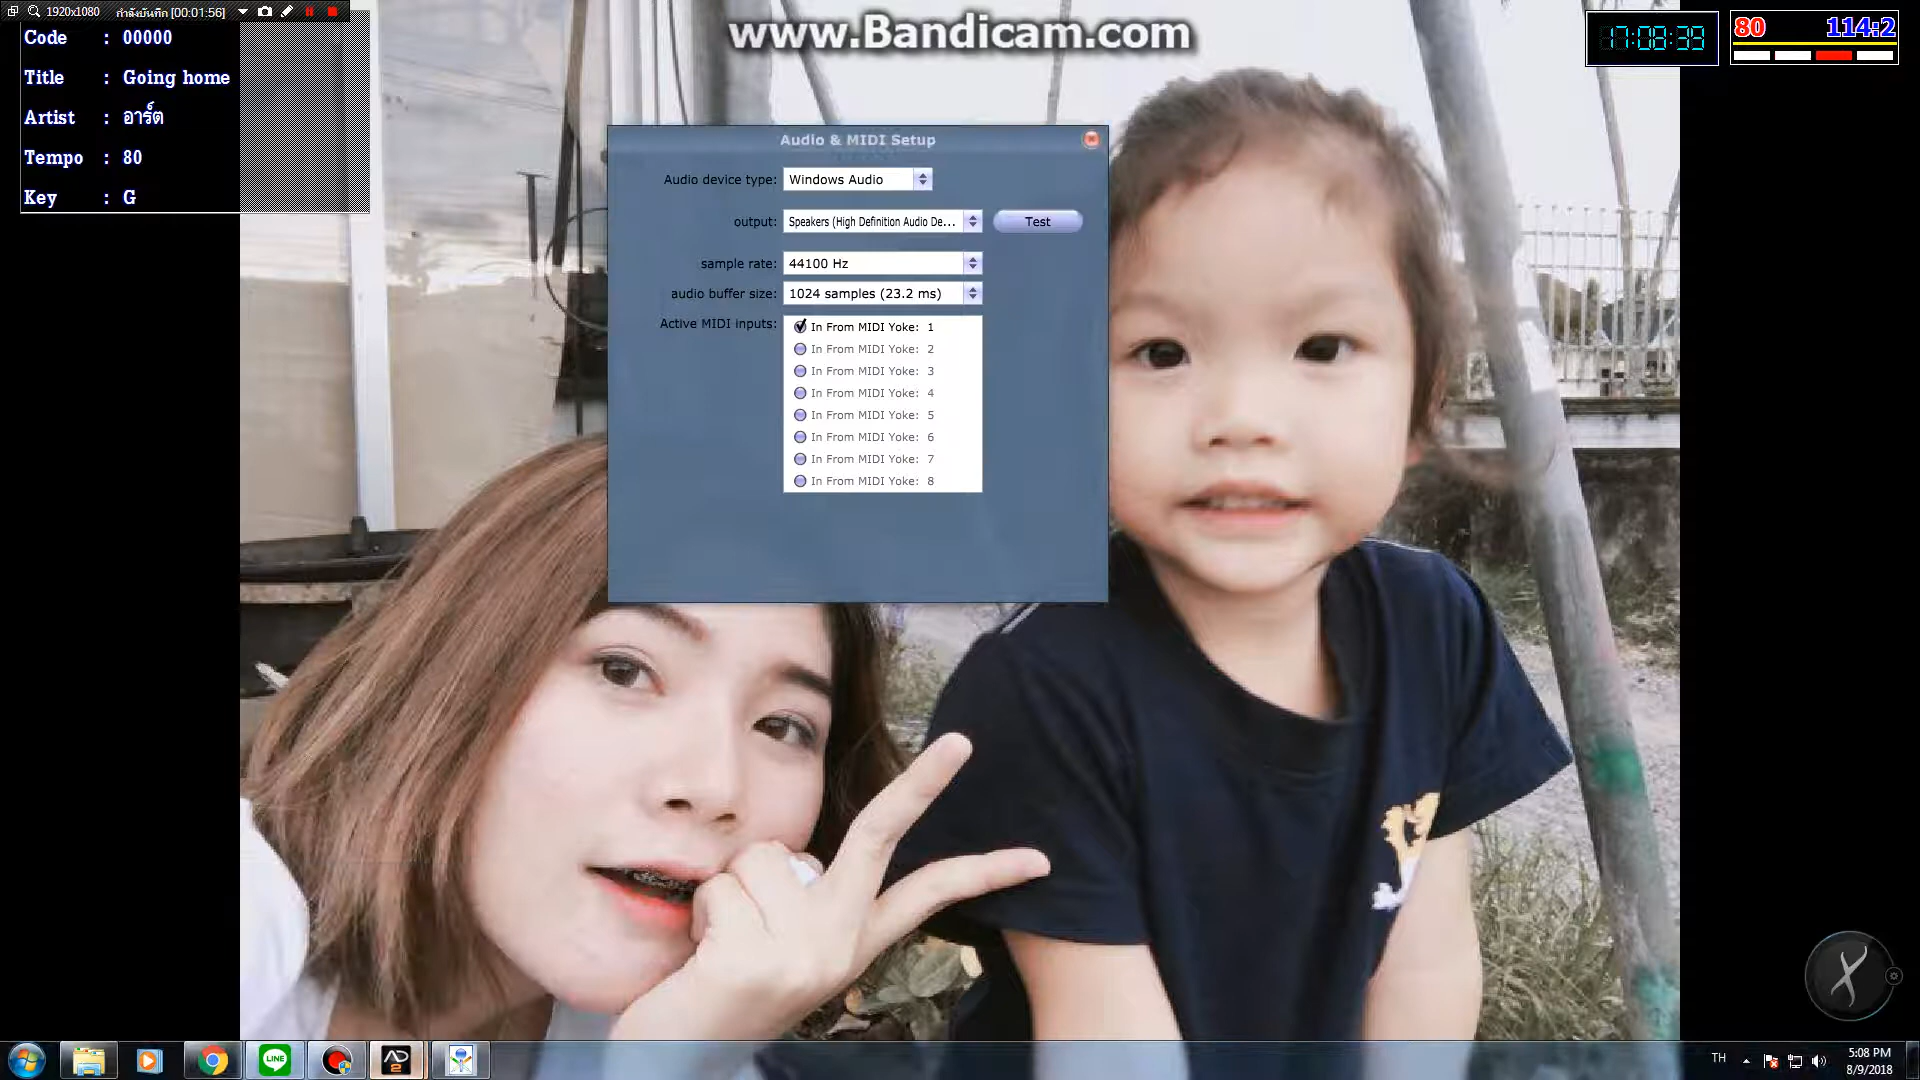 1920x1080 กำลังบันทึก [00:01:56]
www.Bandicam.com
Code : 00000
Title : Going home
Artist : อาร์ต
Tempo : 80
Key : G
17:08:39
80 114:2
Audio & MIDI Setup
Audio device type: Windows Audio
output: Speakers (High Definition Audio De... Test
sample rate: 44100 Hz
audio buffer size: 1024 samples (23.2 ms)
Active MIDI inputs: In From MIDI Yoke: 1
In From MIDI Yoke: 2
In From MIDI Yoke: 3
In From MIDI Yoke: 4
In From MIDI Yoke: 5
In From MIDI Yoke: 6
In From MIDI Yoke: 7
In From MIDI Yoke: 8
LINE
AD
2
TH
5:08 PM
8/9/2018